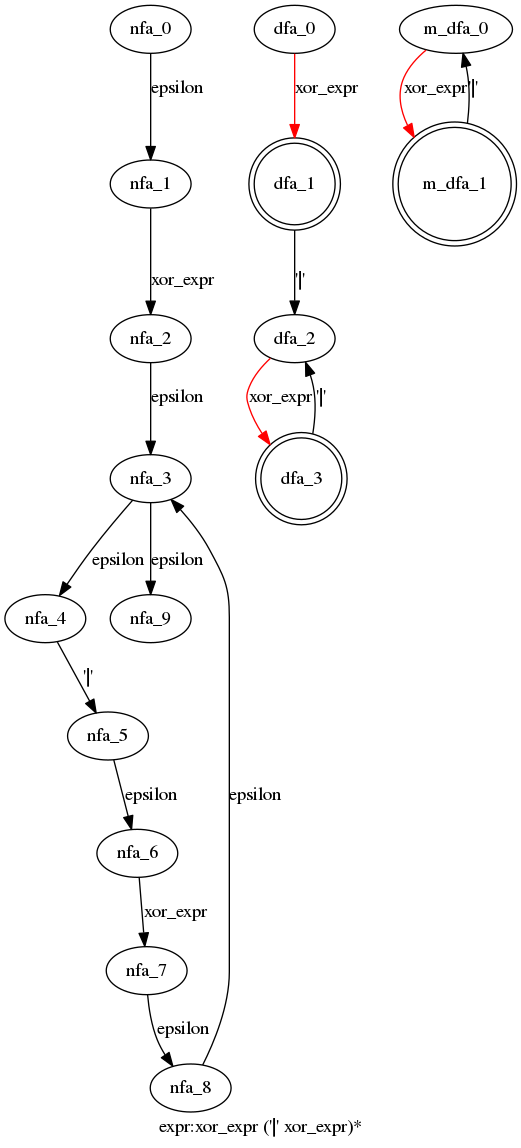 nfa_0 dfa_0 m_dfa_0
epsilon xor_expr xor_expr '|'
nfa_1 dfa_1 m_dfa_1
xor_expr '|'
nfa_2 dfa_2
epsilon xor_expr '|'
nfa_3 dfa_3
epsilon epsilon
nfa_4 nfa_9
'|'
nfa_5
epsilon epsilon
nfa_6
xor_expr
nfa_7
epsilon
nfa_8
expr:xor_expr ('|' xor_expr)*